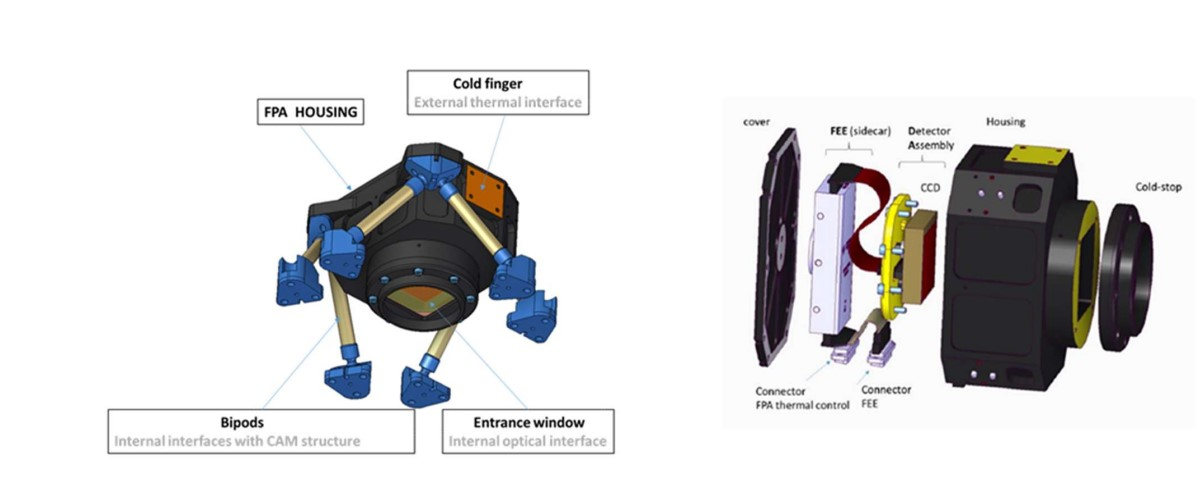 Cold finger
External thermal interface
FPA HOUSING
Bipods
Internal interfaces with CAM structure
Entrance window
Internal optical interface
cover
FEE (sidecar)
Detector
Assembly
CCD
Housing
Cold-stop
Connector
FPA thermal control
Connector
FEE